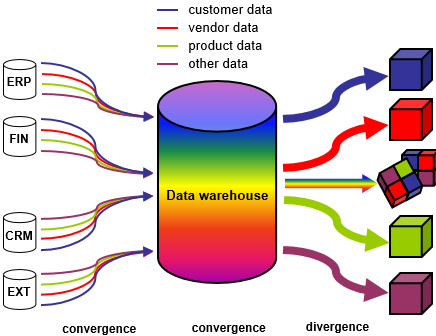 customer data
vendor data
product data
other data
ERP
FIN
CRM
EXT
Data warehouse
convergence
convergence
divergence